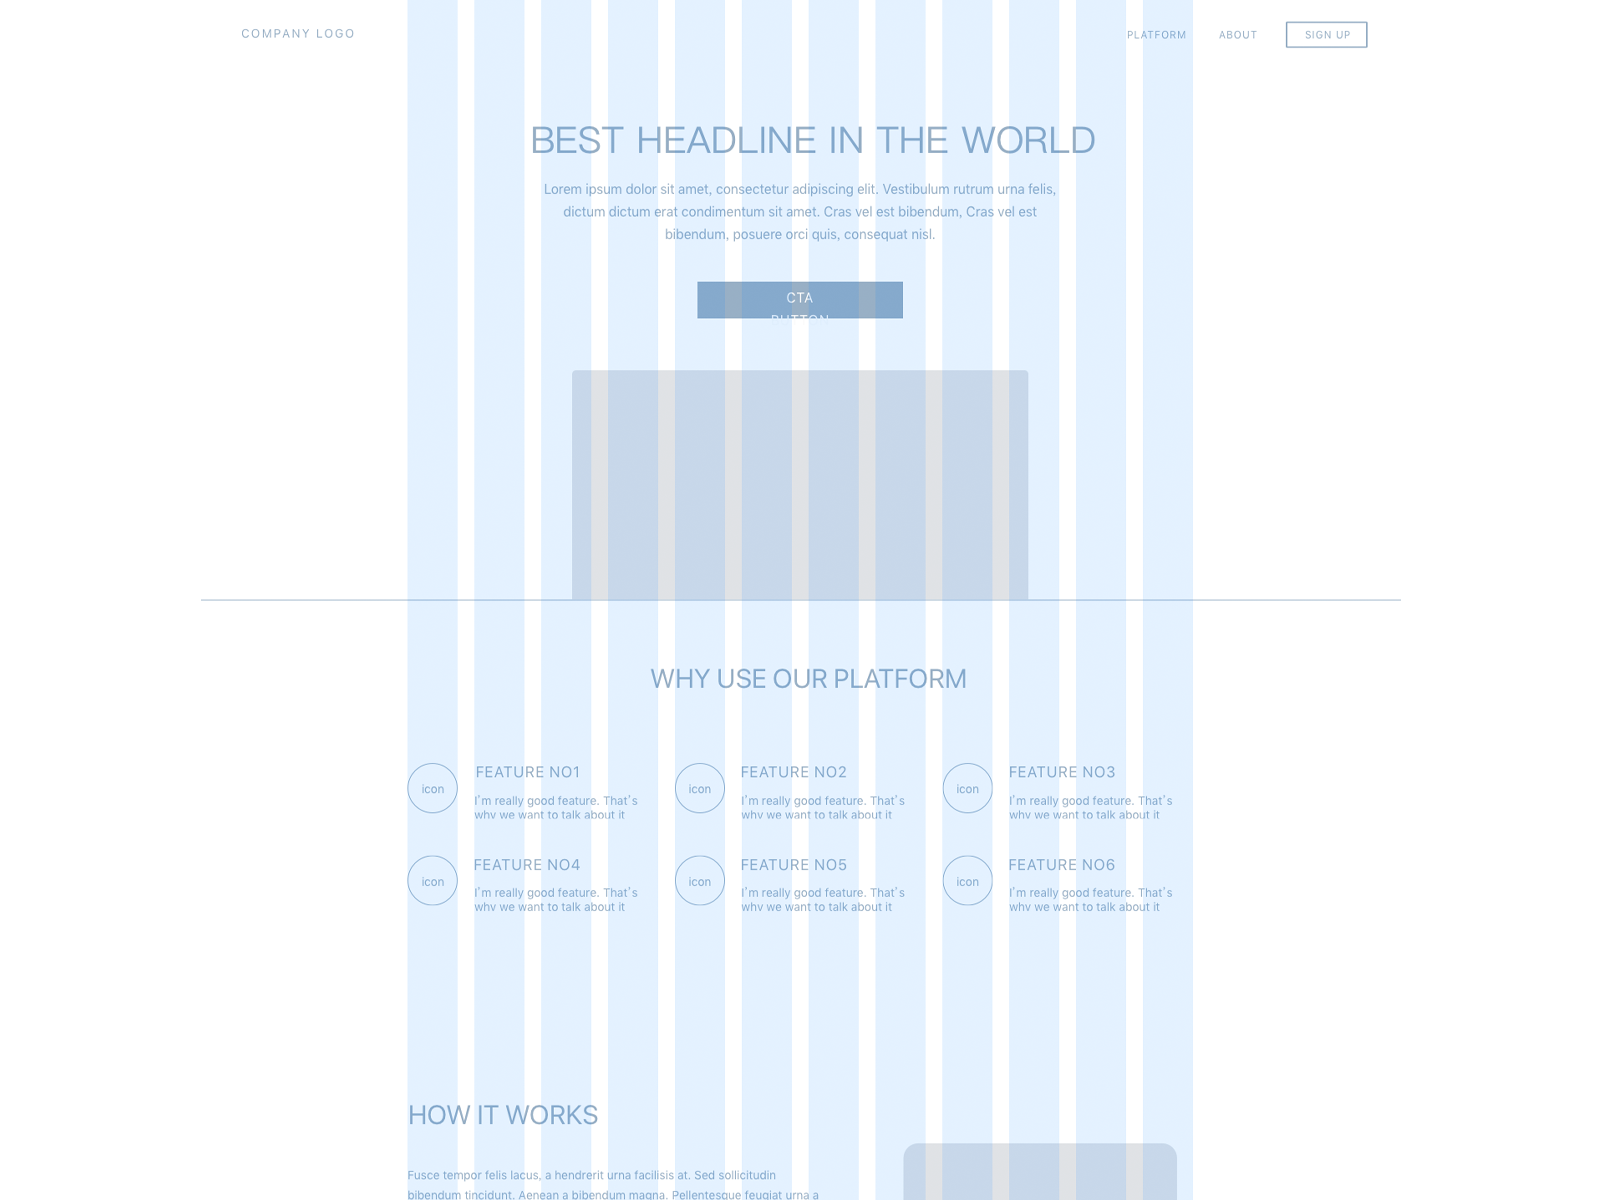 COMPANY LOGO
PLATFORM
ABOUT
SIGN UP
BEST HEADLINE IN THE WORLD
Lorem ipsum dolor sit amet, consectetur adipiscing elit. Vestibulum rutrum urna felis,
dictum dictum erat condimentum sit amet. Cras vel est bibendum, Cras vel est
bibendum, posuere orci quis, consequat nisl.
CTA
BUTTON
WHY USE OUR PLATFORM
icon
FEATURE NO1
I'm really good feature. That's
why we want to talk about it
icon
FEATURE NO2
I'm really good feature. That's
why we want to talk about it
icon
FEATURE NO3
I'm really good feature. That's
why we want to talk about it
icon
FEATURE NO4
I'm really good feature. That's
why we want to talk about it
icon
FEATURE NO5
I'm really good feature. That's
why we want to talk about it
icon
FEATURE NO6
I'm really good feature. That's
why we want to talk about it
HOW IT WORKS
Fusce tempor felis lacus, a hendrerit urna facilisis at. Sed sollicitudin
bibendum tincidunt. Aenean a bibendum magna. Pellentesque feugiat urna a